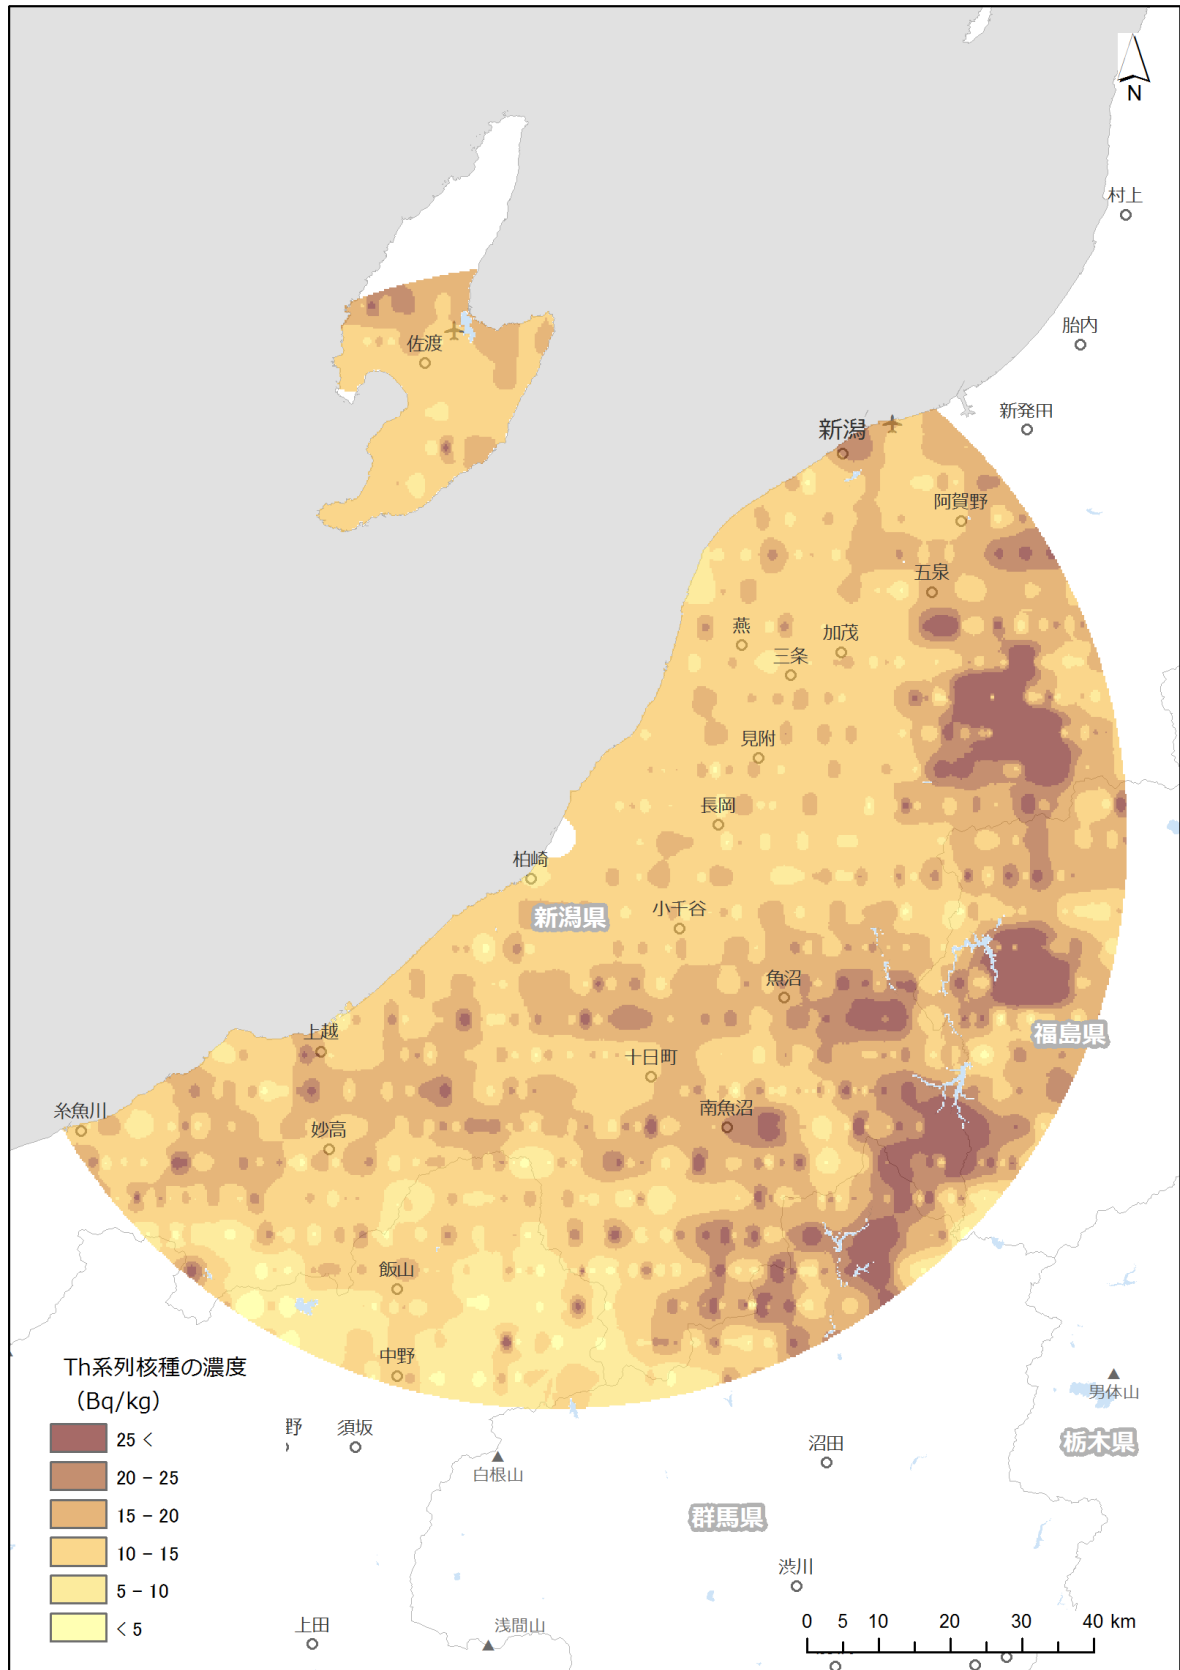 N
村上
胎内
佐渡
新発田
新潟
阿賀野
五泉
燕
加茂
三条
見附
長岡
柏崎
新潟県
小千谷
魚沼
福島県
上越
十日町
糸魚川
南魚沼
妙高
飯山
中野
Th系列核種の濃度
(Bq/kg)
25 <
20 - 25
15 - 20
10 - 15
5 - 10
< 5
男体山
野
須坂
沼田
栃木県
白根山
群馬県
渋川
上田
浅間山
0 5 10 20 30 40 km